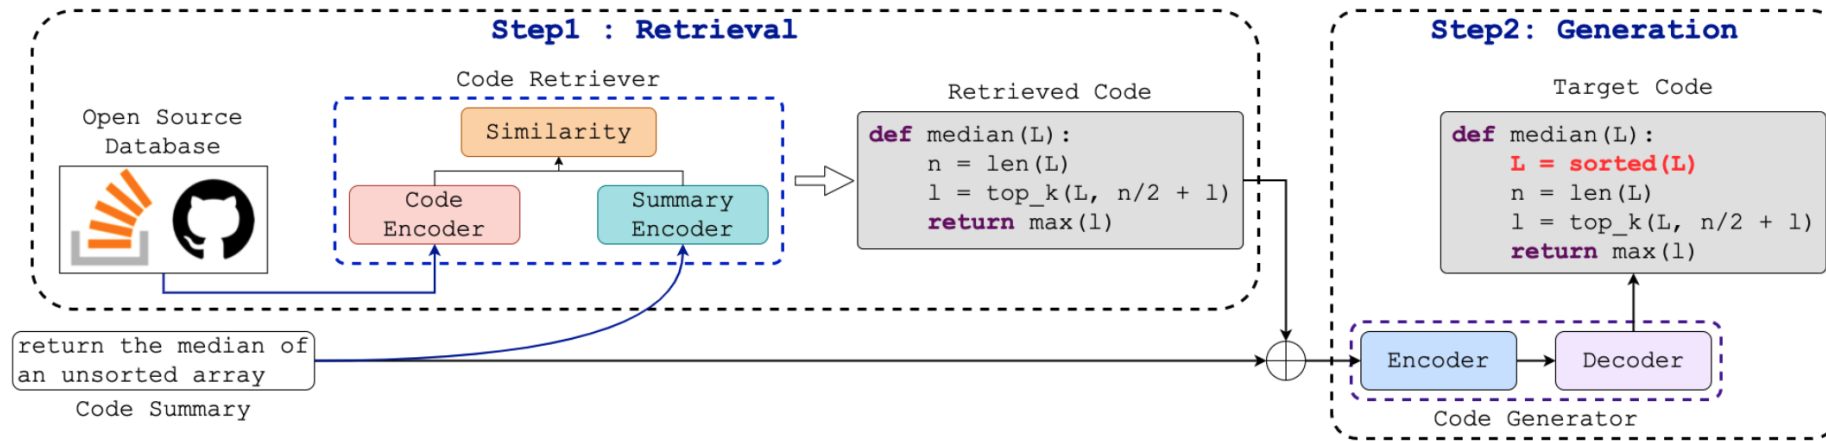 Step1 : Retrieval
Code Retriever
Open Source
Database
Similarity
Code
Encoder
Summary
Encoder
Retrieved Code
def median(L):
    n = len(L)
    l = top_k(L, n/2 + l)
    return max(l)
return the median of
an unsorted array
Code Summary
Step2: Generation
Target Code
def median(L):
    L = sorted(L)
    n = len(L)
    l = top_k(L, n/2 + l)
    return max(l)
Encoder
Decoder
Code Generator